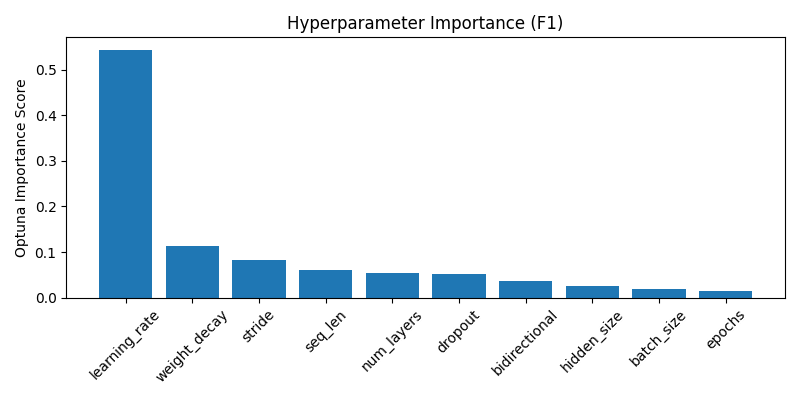 Hyperparameter Importance (F1)
Optuna Importance Score
0.5
0.4
0.3
0.2
0.1
0.0
learning_rate
weight_decay
stride
seq_len
num_layers
dropout
bidirectional
hidden_size
batch_size
epochs